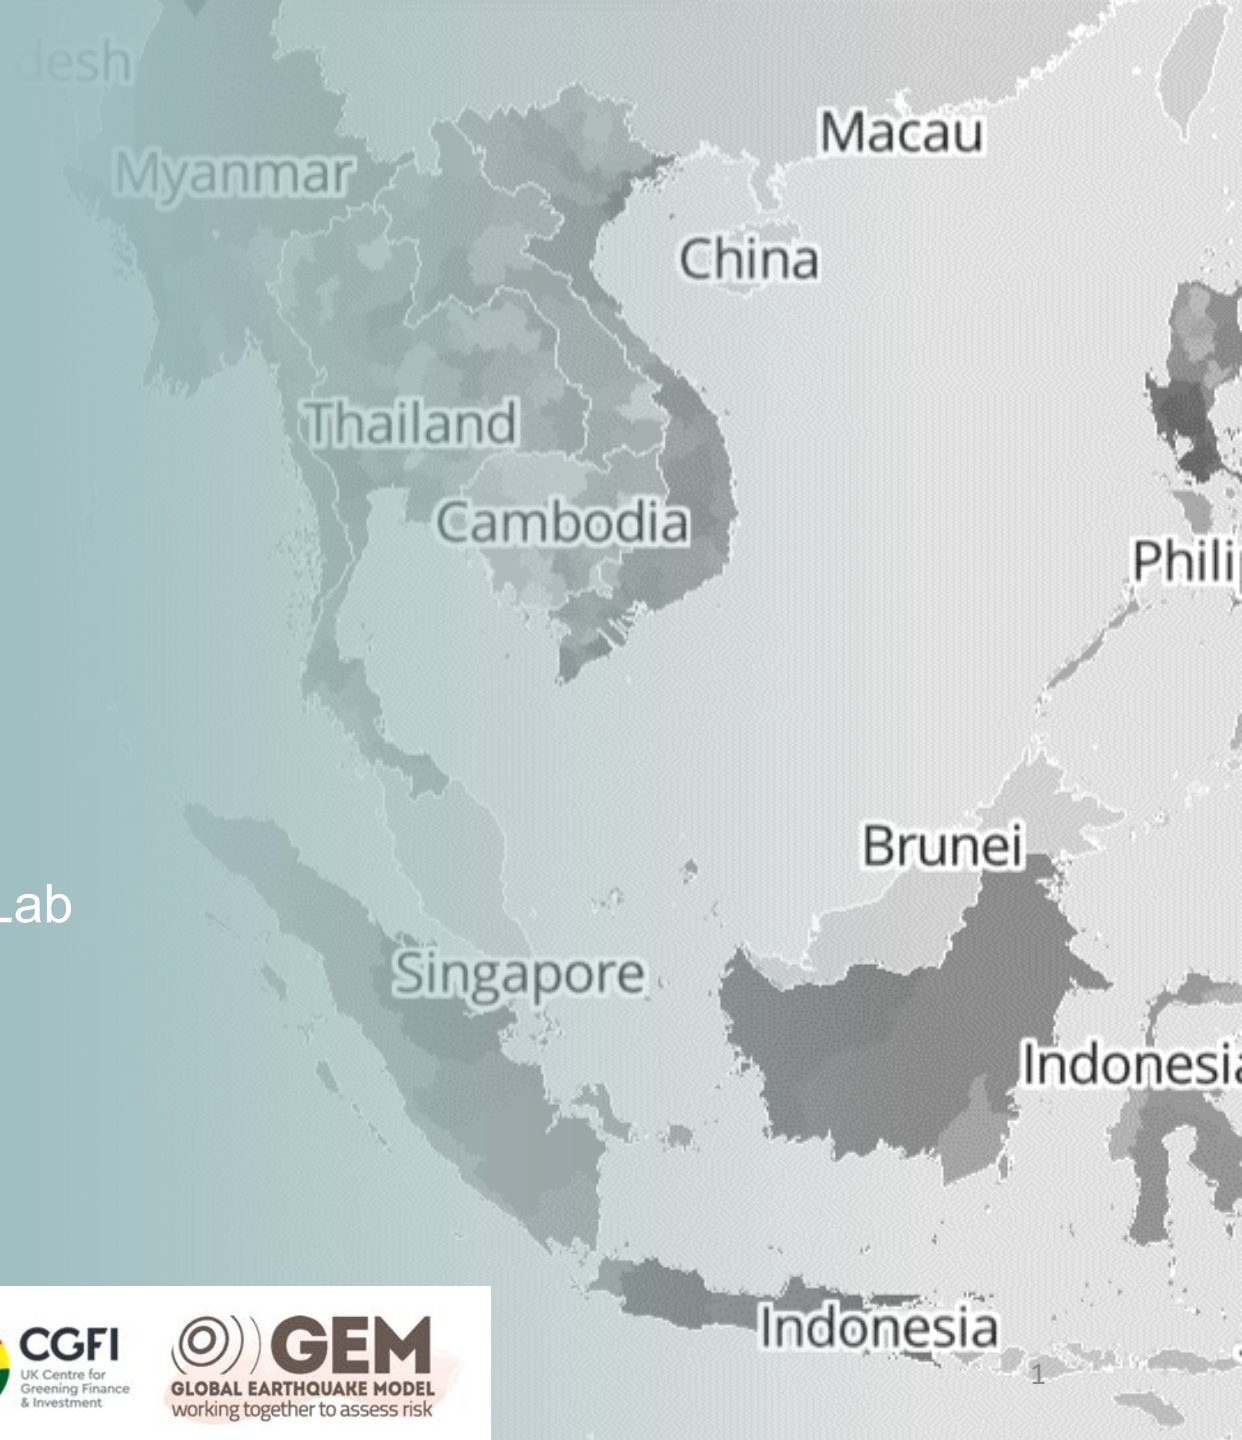 desh
Macau
Myanmar
China
Thailand
Cambodia
Phili
Brunei
Lab
Singapore
Indonesia
Indonesia
1
CGFI
UK Centre for
Greening Finance
& Investment
GEM
GLOBAL EARTHQUAKE MODEL
working together to assess risk